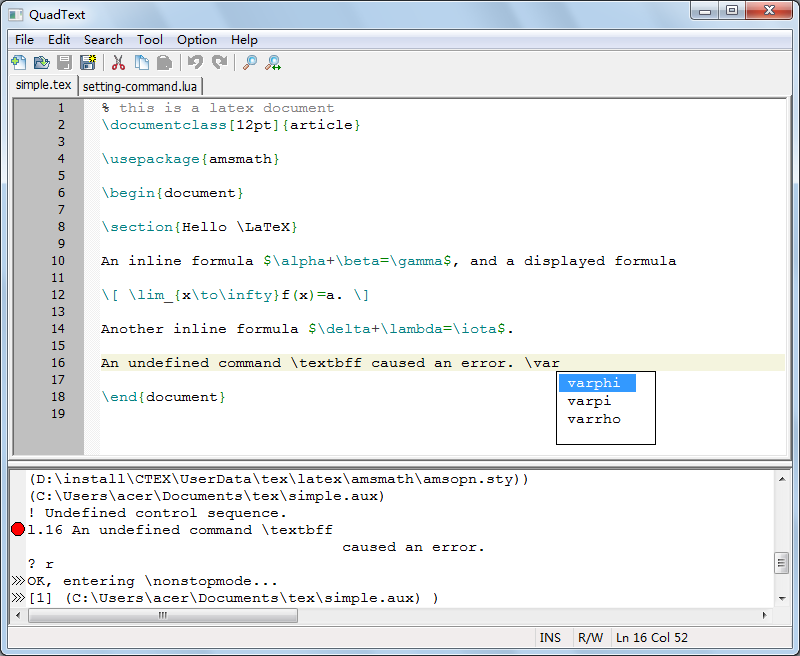 QuadText
File Edit Search Tool Option Help
simple.tex setting-command.lua
1 % this is a latex document
2 \documentclass[12pt]{article}
3
4 \usepackage{amsmath}
5
6 \begin{document}
7
8 \section{Hello \LaTeX}
9
10 An inline formula $\alpha+\beta=\gamma$, and a displayed formula
11
12 \[ \lim_{x\to\infty}f(x)=a. \]
13
14 Another inline formula $\delta+\lambda=\iota$.
15
16 An undefined command \textbff caused an error. \var
17
18 \end{document}
19
varphi
varpi
varrho
(D:\install\CTEX\UserData\tex\latex\amsmath\amsopn.sty))
(C:\Users\acer\Documents\tex\simple.aux)
! Undefined control sequence.
l.16 An undefined command \textbff
caused an error.
? r
OK, entering \nonstopmode...
[1] (C:\Users\acer\Documents\tex\simple.aux) )
INS R/W Ln 16 Col 52